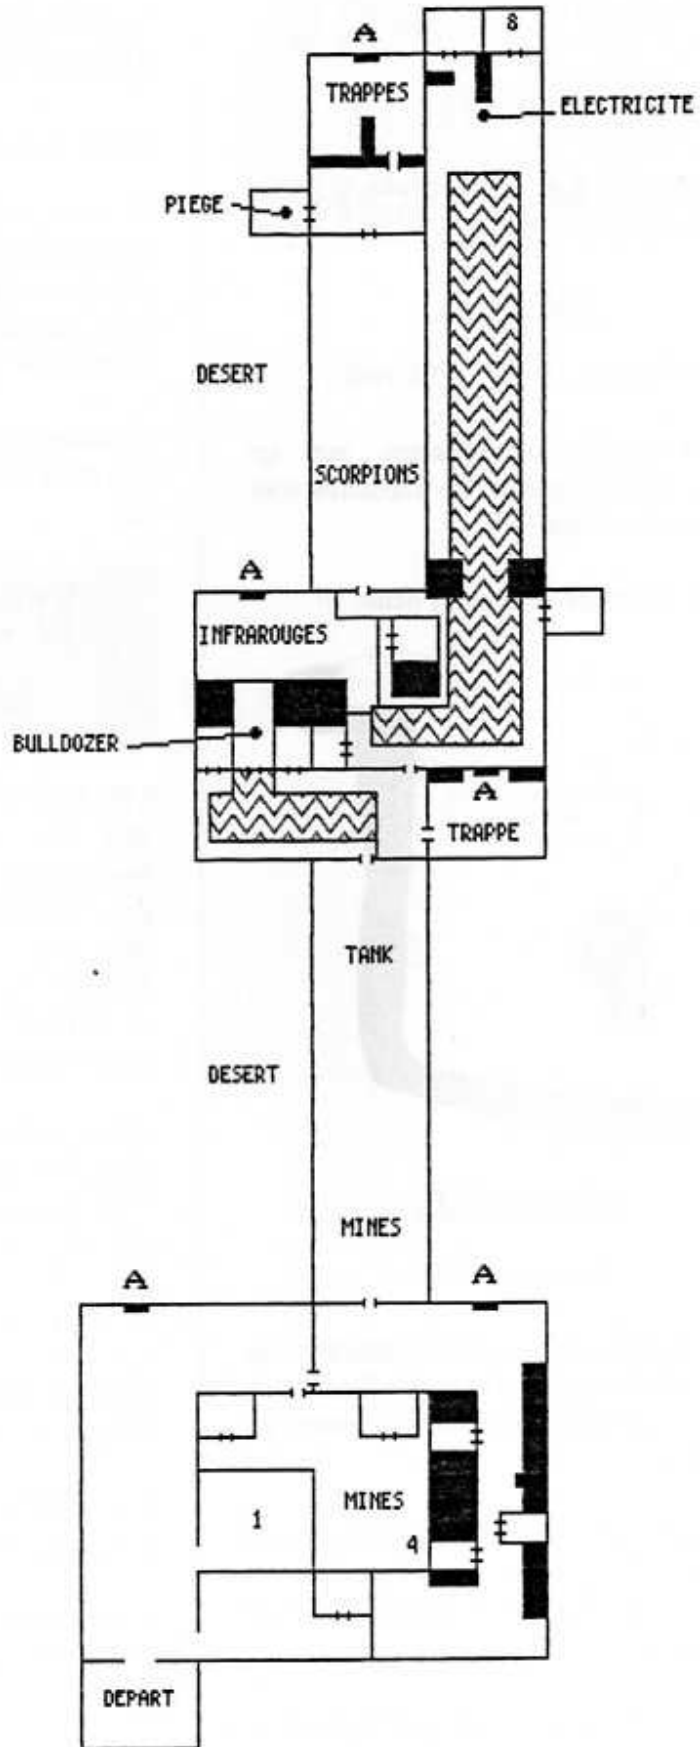 8
A
TRAPPES
ELECTRICITE
PIEGE
DESERT
SCORPIONS
A
INFRAROUGES
BULLDOZER
A
TRAPPE
TANK
DESERT
MINES
A
A
MINES
1
4
DEPART